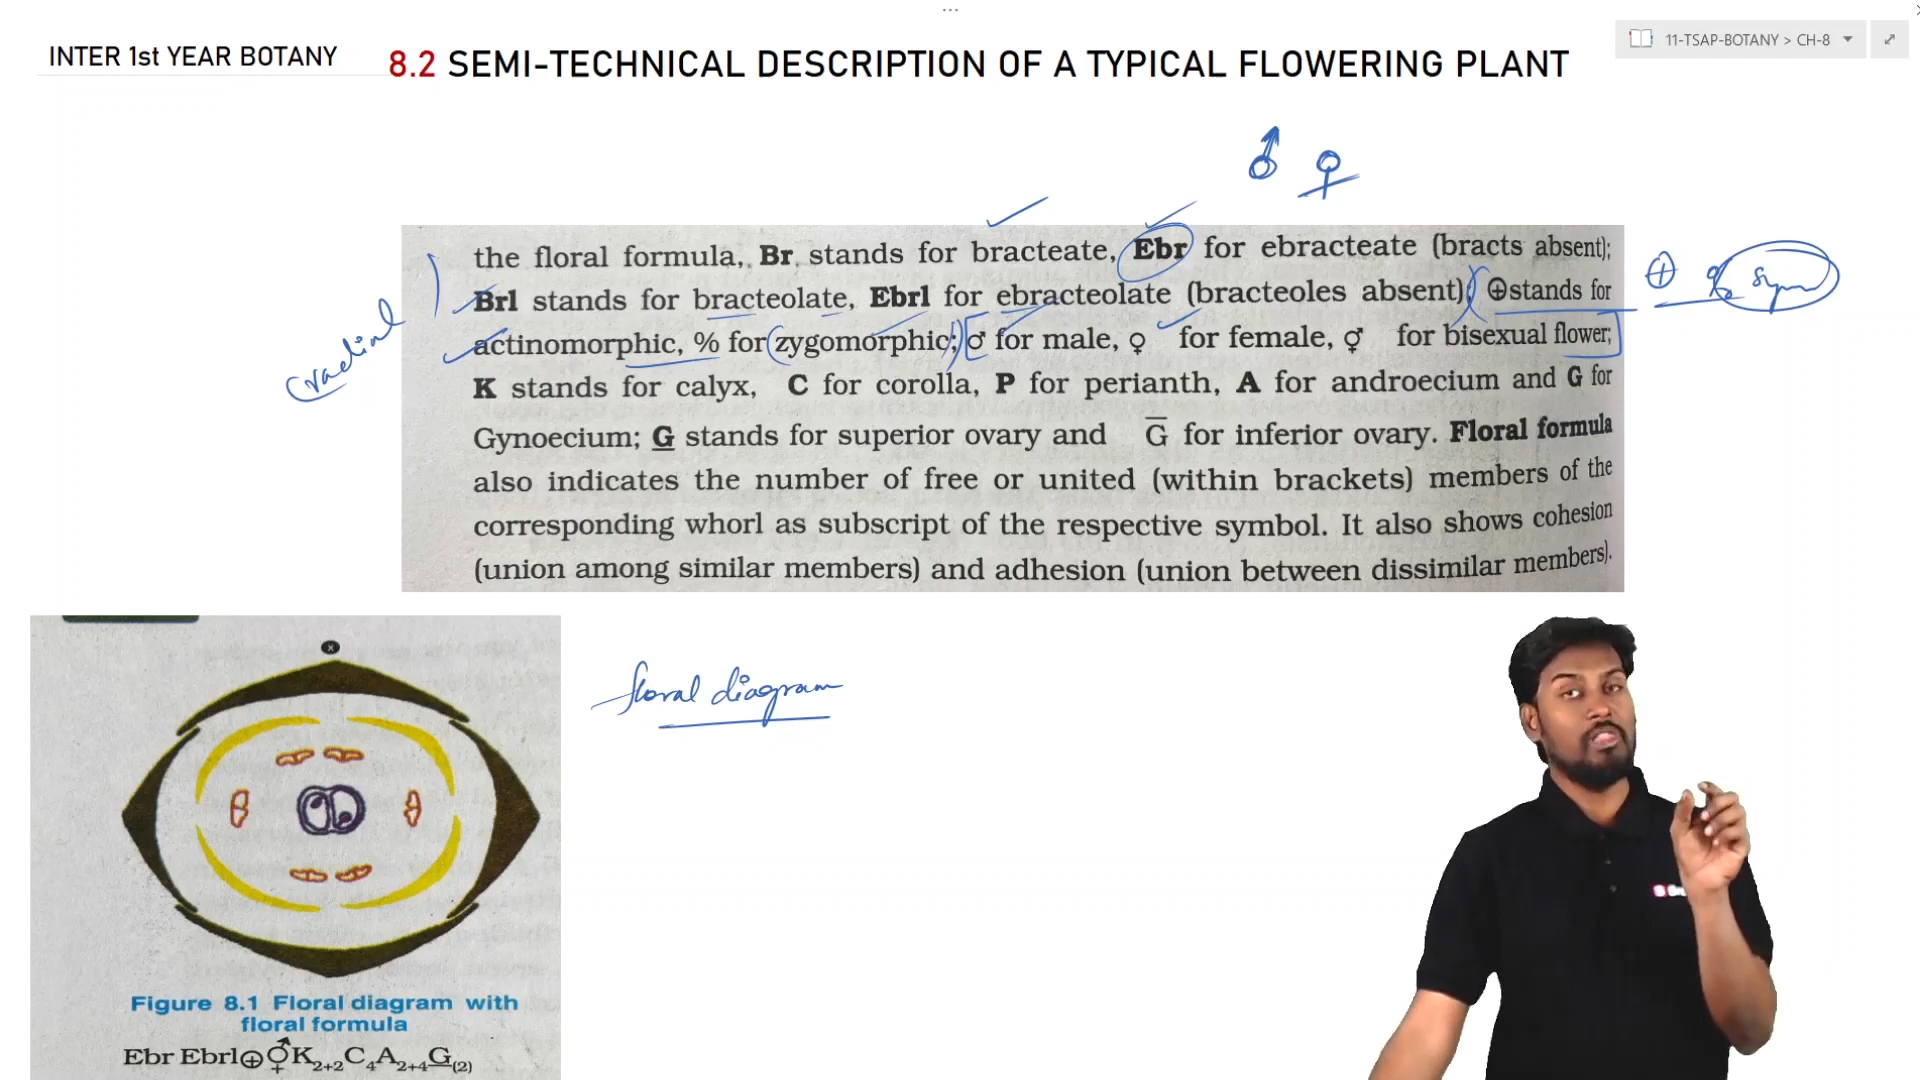 INTER 1st YEAR BOTANY
8.2 SEMI-TECHNICAL DESCRIPTION OF A TYPICAL FLOWERING PLANT
11-TSAP-BOTANY > CH-8
♂ ♀
the floral formula, Br stands for bracteate, Ebr for ebracteate (bracts absent);
Brl stands for bracteolate, Ebrl for ebracteolate (bracteoles absent); ⊕stands for
actinomorphic, % for zygomorphic; ♂ for male, ♀ for female, ⚥ for bisexual flower;
K stands for calyx, C for corolla, P for perianth, A for androecium and G for
Gynoecium; G̲ stands for superior ovary and G̅ for inferior ovary. Floral formula
also indicates the number of free or united (within brackets) members of the
corresponding whorl as subscript of the respective symbol. It also shows cohesion
(union among similar members) and adhesion (union between dissimilar members).
⊕ % sym
(radial
floral diagram
Figure 8.1 Floral diagram with
floral formula
Ebr Ebrl⊕⚥K₂₊₂C₄A₂₊₄G̲₍₂₎